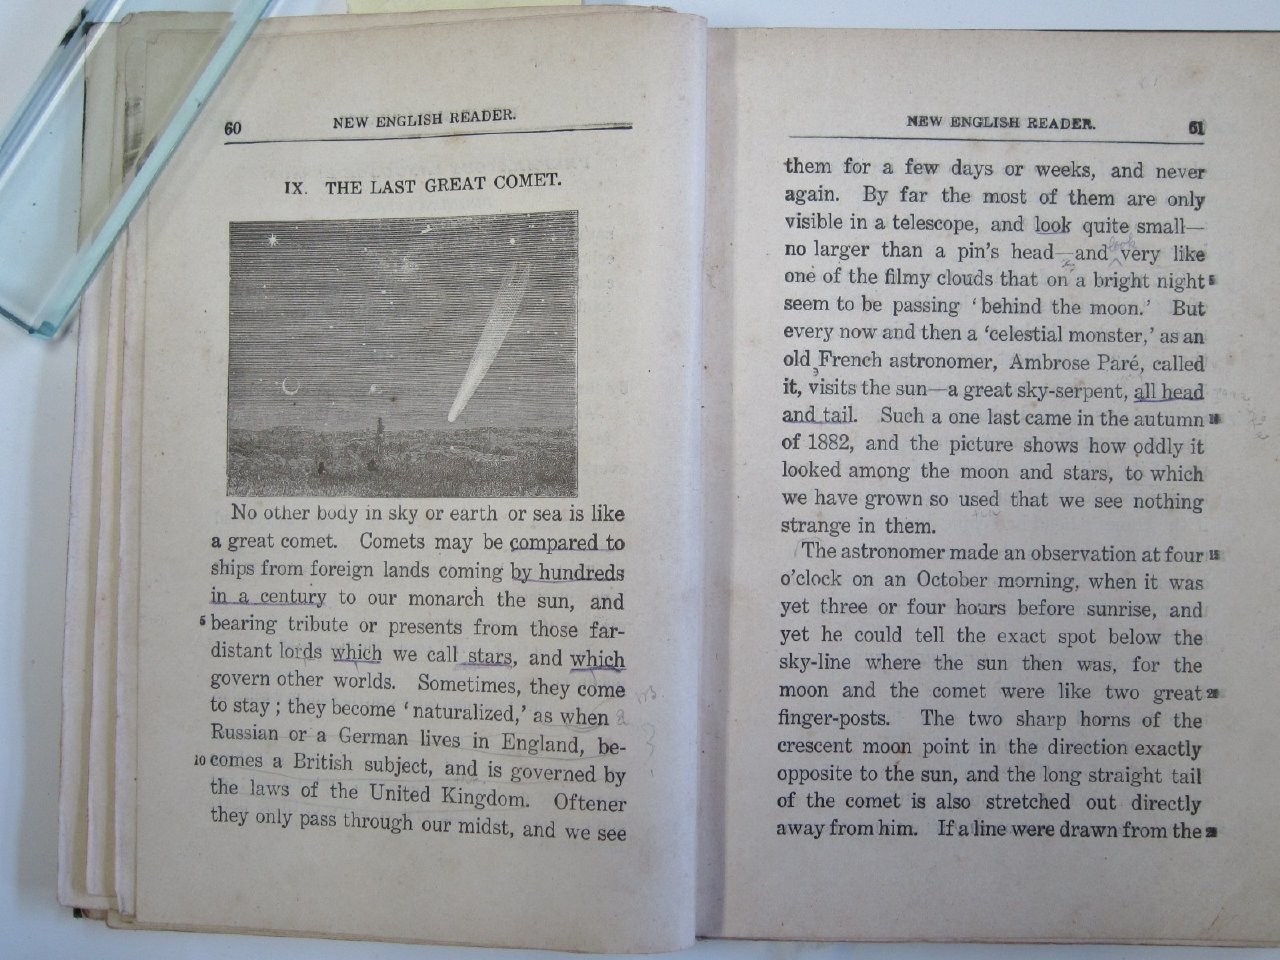 60
NEW ENGLISH READER.
IX. THE LAST GREAT COMET.
No other body in sky or earth or sea is like
a great comet. Comets may be compared to
ships from foreign lands coming by hundreds
in a century to our monarch the sun, and
5 bearing tribute or presents from those far-
distant lords which we call stars, and which
govern other worlds. Sometimes, they come
to stay; they become ‘naturalized,’ as when a
Russian or a German lives in England, be-
10 comes a British subject, and is governed by
the laws of the United Kingdom. Oftener
they only pass through our midst, and we see
NEW ENGLISH READER.
61
them for a few days or weeks, and never
again. By far the most of them are only
visible in a telescope, and look quite small—
no larger than a pin's head—and very like
one of the filmy clouds that on a bright night 5
seem to be passing ‘behind the moon.’ But
every now and then a ‘celestial monster,’ as an
old French astronomer, Ambrose Paré, called
it, visits the sun—a great sky-serpent, all head
and tail. Such a one last came in the autumn 10
of 1882, and the picture shows how oddly it
looked among the moon and stars, to which
we have grown so used that we see nothing
strange in them.
The astronomer made an observation at four 15
o'clock on an October morning, when it was
yet three or four hours before sunrise, and
yet he could tell the exact spot below the
sky-line where the sun then was, for the
moon and the comet were like two great 20
finger-posts. The two sharp horns of the
crescent moon point in the direction exactly
opposite to the sun, and the long straight tail
of the comet is also stretched out directly
away from him. If a line were drawn from the